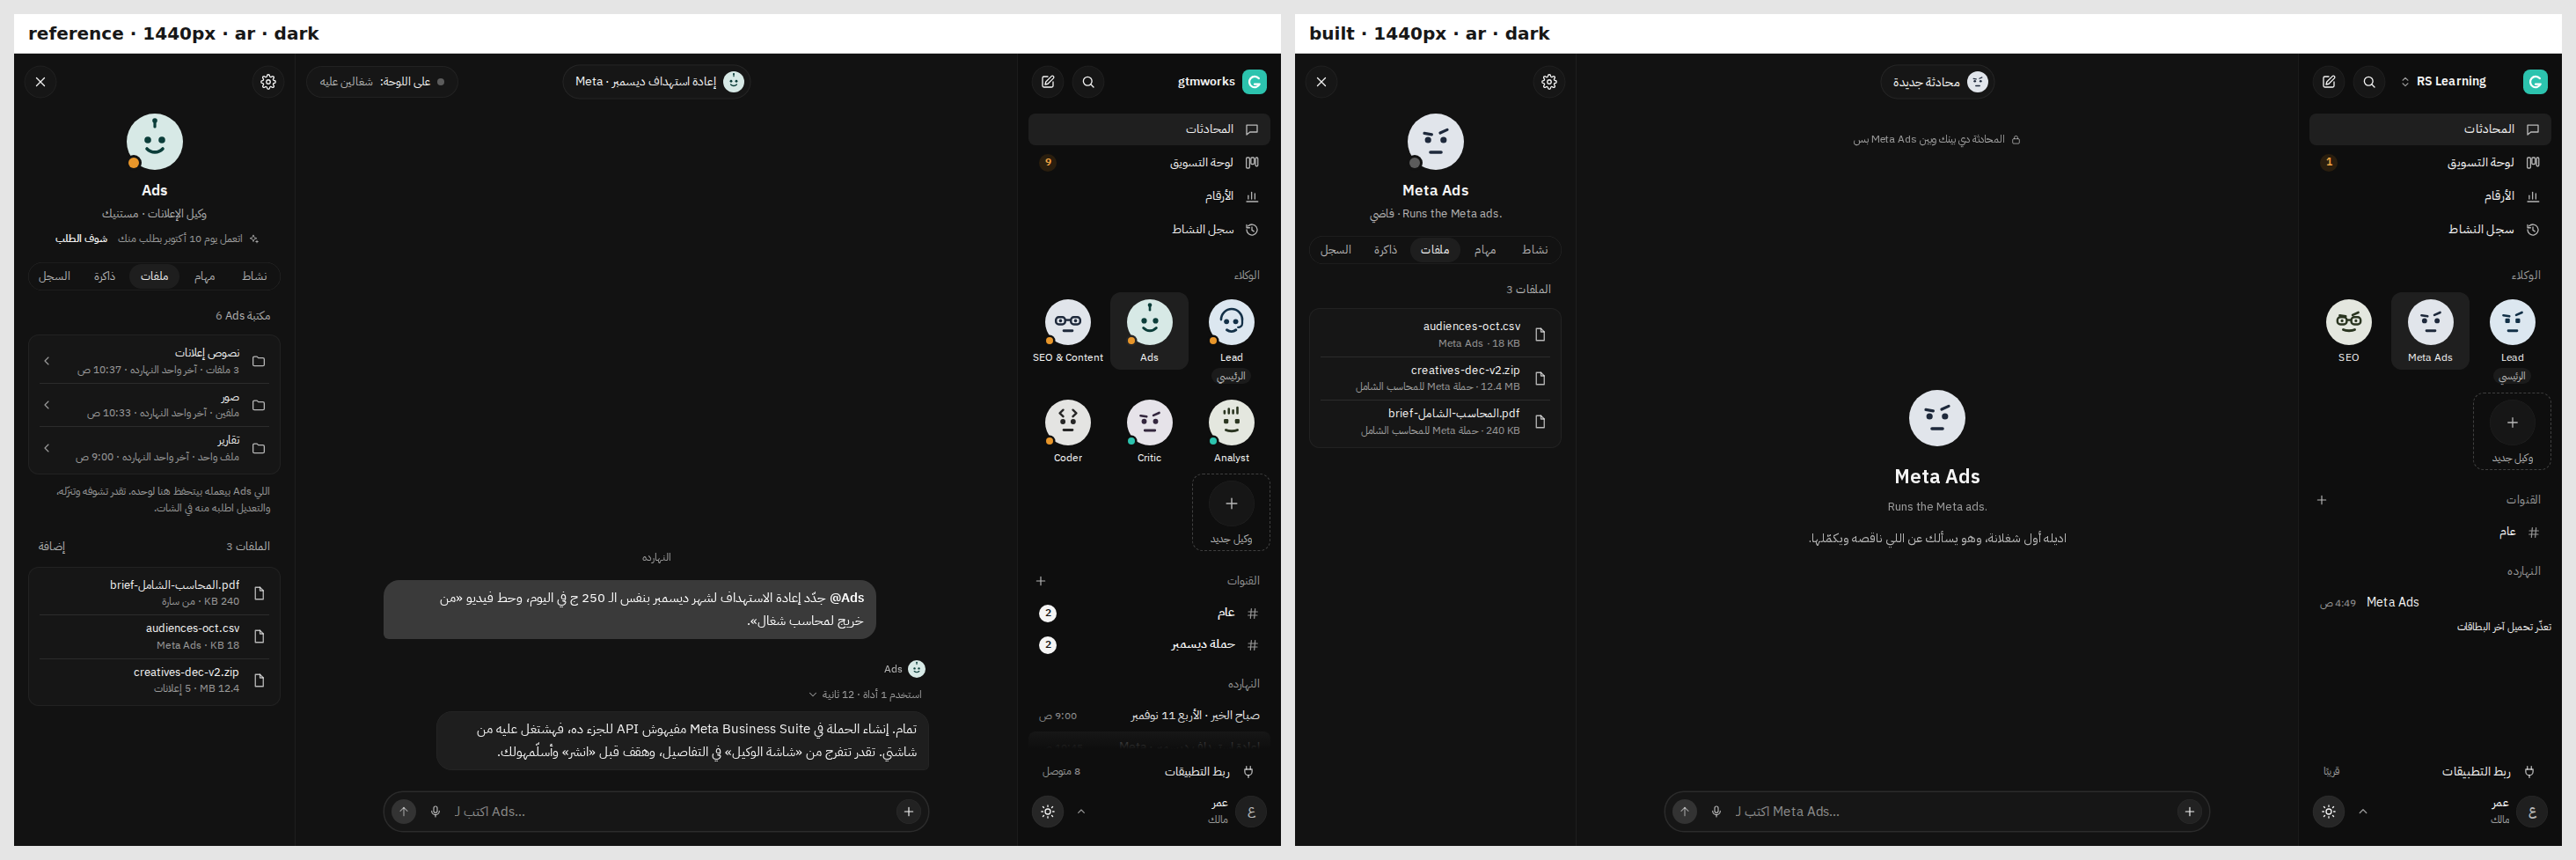 reference · 1440px · ar · dark
gtmworks
المحادثات
لوحة التسويق
9
الأرقام
سجل النشاط
الوكلاء
Lead
الرئيسي
Ads
SEO & Content
Analyst
Critic
Coder
وكيل جديد
القنوات
# عام
2
# حملة ديسمبر
2
النهارده
صباح الخير · الأربع 11 نوفمبر
9:00 ص
ربط التطبيقات
8 متوصل
ع
عمر
مالك
إعادة استهداف ديسمبر · Meta
على اللوحة: شغالين عليه
النهارده
@Ads جدّد إعادة الاستهداف لشهر ديسمبر بنفس الـ 250 ج في اليوم، وحط فيديو «من
خريج لمحاسب شغال».
Ads
استخدم 1 أداة · 12 ثانية
تمام. إنشاء الحملة في Meta Business Suite مفيهوش API للجزء ده، فهشتغل عليه من
شاشتي. تقدر تتفرج من «شاشة الوكيل» في التفاصيل، وهقف قبل «انشر» وأسلّمهولك.
اكتب لـ Ads...
Ads
وكيل الإعلانات · مستنيك
اتعمل يوم 10 أكتوبر بطلب منك
شوف الطلب
نشاط
مهام
ملفات
ذاكرة
السجل
مكتبة Ads 6
نصوص إعلانات
3 ملفات · آخر واحد النهارده · 10:37 ص
صور
ملفين · آخر واحد النهارده · 10:33 ص
تقارير
ملف واحد · آخر واحد النهارده · 9:00 ص
اللي Ads بيعمله بيتحفظ هنا لوحده. تقدر تشوفه وتنزّله،
والتعديل اطلبه منه في الشات.
الملفات 3
إضافة
brief-المحاسب-الشامل.pdf
240 KB · من سارة
audiences-oct.csv
Meta Ads · KB 18
creatives-dec-v2.zip
12.4 MB · 5 إعلانات
built · 1440px · ar · dark
RS Learning
المحادثات
لوحة التسويق
1
الأرقام
سجل النشاط
الوكلاء
Lead
الرئيسي
Meta Ads
SEO
وكيل جديد
القنوات
# عام
النهارده
Meta Ads
4:49 ص
تعذّر تحميل آخر البطاقات
ربط التطبيقات
قريبًا
ع
عمر
مالك
محادثة جديدة
المحادثة دي بينك وبين Meta Ads بس
Meta Ads
Runs the Meta ads.
اديله أول شغلانة، وهو يسألك عن اللي ناقصه ويكمّلها.
اكتب لـ Meta Ads...
Meta Ads
Runs the Meta ads. · فاضي
نشاط
مهام
ملفات
ذاكرة
السجل
الملفات 3
audiences-oct.csv
Meta Ads · 18 KB
creatives-dec-v2.zip
12.4 MB · حملة Meta للمحاسب الشامل
brief-المحاسب-الشامل.pdf
240 KB · حملة Meta للمحاسب الشامل